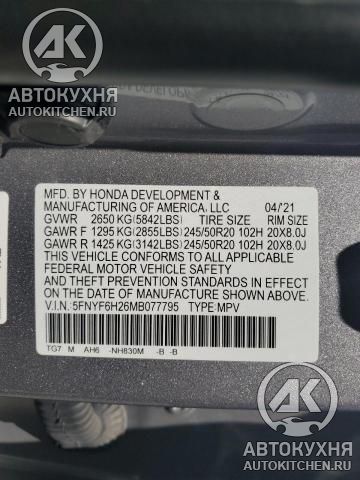 АВТОКУХНЯ
AUTOKITCHEN.RU
MFD. BY HONDA DEVELOPMENT &
MANUFACTURING OF AMERICA, LLC 04/'21
GVWR 2650 KG (5842LBS) TIRE SIZE RIM SIZE
GAWR F 1295 KG (2855LBS) 245/50R20 102H 20X8.0J
GAWR R 1425 KG (3142LBS) 245/50R20 102H 20X8.0J
THIS VEHICLE CONFORMS TO ALL APPLICABLE
FEDERAL MOTOR VEHICLE SAFETY
AND THEFT PREVENTION STANDARDS IN EFFECT ON
THE DATE OF MANUFACTURE SHOWN ABOVE.
V.I.N. 5FNYF6H26MB077795 TYPE MPV
TG7 M AH6 -NH830M -B -B
АК
АВТОКУХНЯ
AUTOKITCHEN.RU